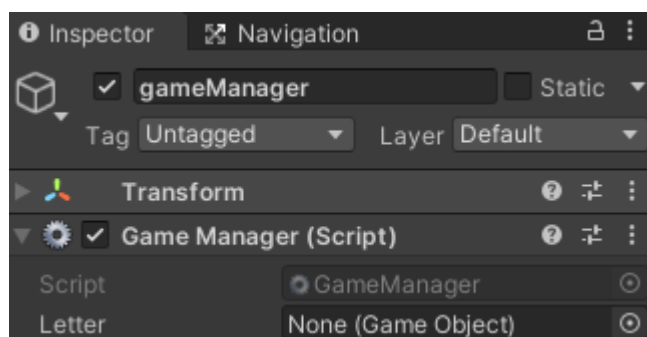 Inspector Navigation
gameManager Static
Tag Untagged Layer Default
Transform
Game Manager (Script)
Script GameManager
Letter None (Game Object)